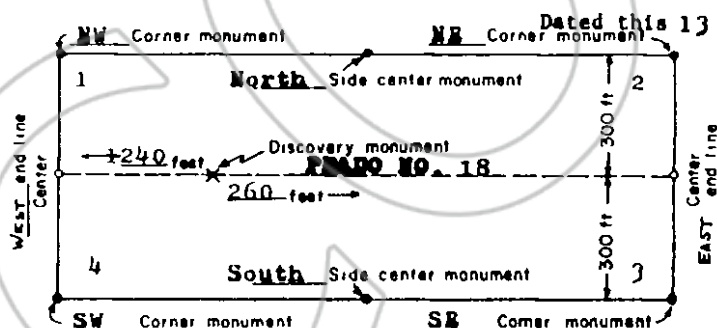 Dated this 13
NW Corner monument NE Corner monument
1 North Side center monument 2
300 ft
WEST end line
Center
1240 feet Discovery monument
PRADO NO. 18
260 feet
Center
EAST end line
300 ft
4 South Side center monument 3
SW Corner monument SE Corner monument